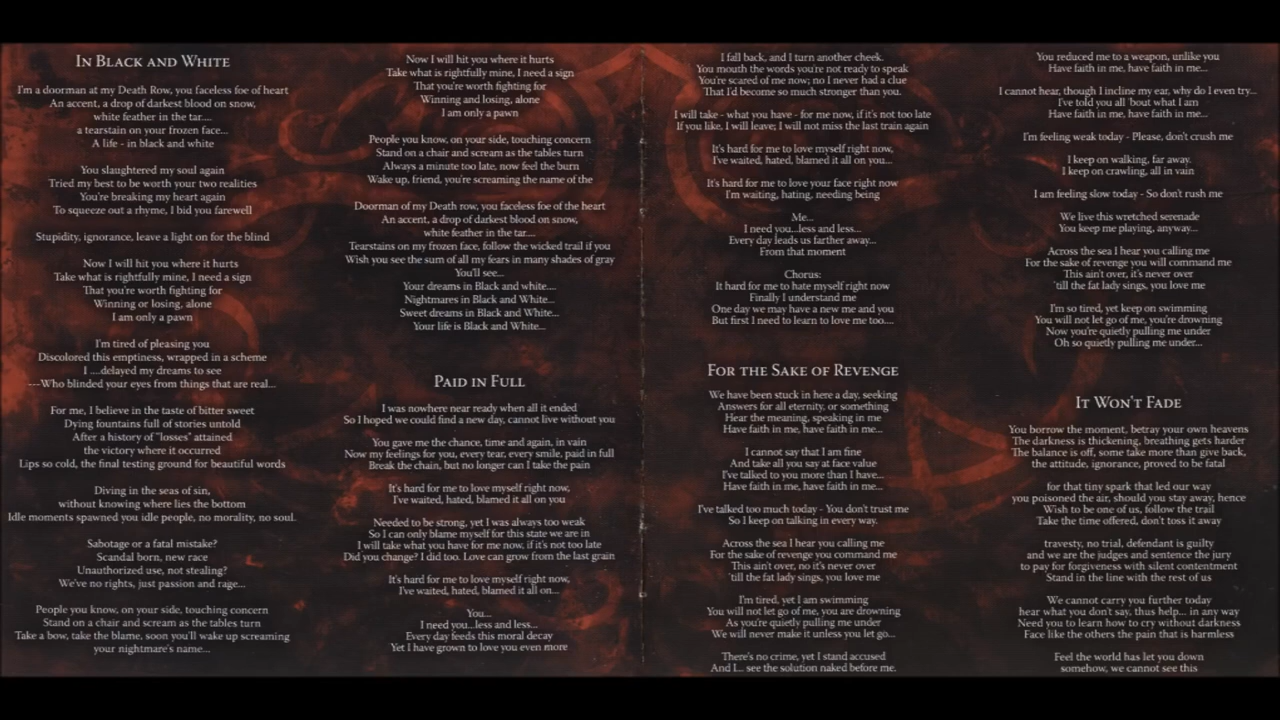 IN BLACK AND WHITE
I'm a doorman at my Death Row, you faceless foe of heart
An accent, a drop of darkest blood on snow,
white feather in the tar....
a tearstain on your frozen face...
A life - in black and white
You slaughtered my soul again
Tried my best to be worth your two realities
You're breaking my heart again
To squeeze out a rhyme, I bid you farewell
Stupidity, ignorance, leave a light on for the blind
Now I will hit you where it hurts
Take what is rightfully mine, I need a sign
That you're worth fighting for
Winning or losing, alone
I am only a pawn
I'm tired of pleasing you
Discolored this emptiness, wrapped in a scheme
I ....delayed my dreams to see
---Who blinded your eyes from things that are real...
For me, I believe in the taste of bitter sweet
Dying fountains full of stories untold
After a history of "losses" attained
the victory where it occurred
Lips so cold, the final testing ground for beautiful words
Diving in the seas of sin,
without knowing where lies the bottom
Idle moments spawned you idle people, no morality, no soul.
Sabotage or a fatal mistake?
Scandal born, new race
Unauthorized use, not stealing?
We've no rights, just passion and rage...
People you know, on your side, touching concern
Stand on a chair and scream as the tables turn
Take a bow, take the blame, soon you'll wake up screaming
your nightmare's name...
Now I will hit you where it hurts
Take what is rightfully mine, I need a sign
That you're worth fighting for
Winning and losing, alone
I am only a pawn
People you know, on your side, touching concern
Stand on a chair and scream as the tables turn
Always a minute too late, now feel the burn
Wake up, friend, you're screaming the name of the
Doorman of my Death row, you faceless foe of the heart
An accent, a drop of darkest blood on snow,
white feather in the tar....
Tearstains on my frozen face, follow the wicked trail if you
Wish you see the sum of all my fears in many shades of gray
You'll see...
Your dreams in Black and white....
Nightmares in Black and White...
Sweet dreams in Black and White...
Your life is Black and White...
PAID IN FULL
I was nowhere near ready when all it ended
So I hoped we could find a new day, cannot live without you
You gave me the chance, time and again, in vain
Now my feelings for you, every tear, every smile, paid in full
Break the chain, but no longer can I take the pain
It's hard for me to love myself right now,
I've waited, hated, blamed it all on you
Needed to be strong, yet I was always too weak
So I can only blame myself for this state we are in
I will take what you have for me now, if it's not too late
Did you change? I did too. Love can grow from the last grain
It's hard for me to love myself right now,
I've waited, hated, blamed it all on...
You...
I need you...less and less...
Every day feeds this moral decay
Yet I have grown to love you even more
I fall back, and I turn another cheek.
You mouth the words you're not ready to speak
You're scared of me now; no I never had a clue
That I'd become so much stronger than you.
I will take - what you have - for me now, if it's not too late
If you like, I will leave; I will not miss the last train again
It's hard for me to love myself right now,
I've waited, hated, blamed it all on you...
It's hard for me to love your face right now
I'm waiting, hating, needing being
Me...
I need you...less and less...
Every day leads us farther away...
From that moment
Chorus:
It hard for me to hate myself right now
Finally I understand me
One day we may have a new me and you
But first I need to learn to love me too....
FOR THE SAKE OF REVENGE
We have been stuck in here a day, seeking
Answers for all eternity, or something
Hear the meaning, speaking in my
Have faith in me, have faith in me...
I cannot say that I am fine
And take all you say at face value
I've talked to you more than I have...
Have faith in me, have faith in me...
I've talked too much today - You don't trust me
So I keep on talking in every way.
Across the sea I hear you calling me
For the sake of revenge you command me
This ain't over, no it's never over
'till the fat lady sings, you love me
I'm tired, yet I am swimming
You will not let go of me, you are drowning
As you're quietly pulling me under
We will never make it unless you let go...
There's no crime, yet I stand accused
And I... see the solution naked before me.
You reduced me to a weapon, unlike you
Have faith in me, have faith in me...
I cannot hear, though I incline my ear, why do I even try...
I've told you all 'bout what I am
Have faith in me, have faith in me...
I'm feeling weak today - Please, don't crush me
I keep on walking, far away.
I keep on crawling, all in vain
I am feeling slow today - So don't rush me
We live this wretched serenade
You keep me playing, anyway...
Across the sea I hear you calling me
For the sake of revenge you will command me
This ain't over, it's never over
'till the fat lady sings, you love me
I'm so tired, yet keep on swimming
You will not let go of me, you're drowning
Now you're quietly pulling me under
Oh so quietly pulling me under...
IT WON'T FADE
You borrow the moment, betray your own heavens
The darkness is thickening, breathing gets harder
The balance is off, some take more than give back,
the attitude, ignorance, proved to be fatal
for that tiny spark that led our way
you poisoned the air, should you stay away, hence
Wish to be one of us, follow the trail
Take the time offered, don't toss it away
travesty, no trial, defendant is guilty
and we are the judges and sentence the jury
to pay for forgiveness with silent contentment
Stand in the line with the rest of us
We cannot carry you further today
hear what you don't say, thus help... in any way
Need you to learn how to cry without darkness
Face like the others the pain that is harmless
Feel the world has let you down
somehow, we cannot see this